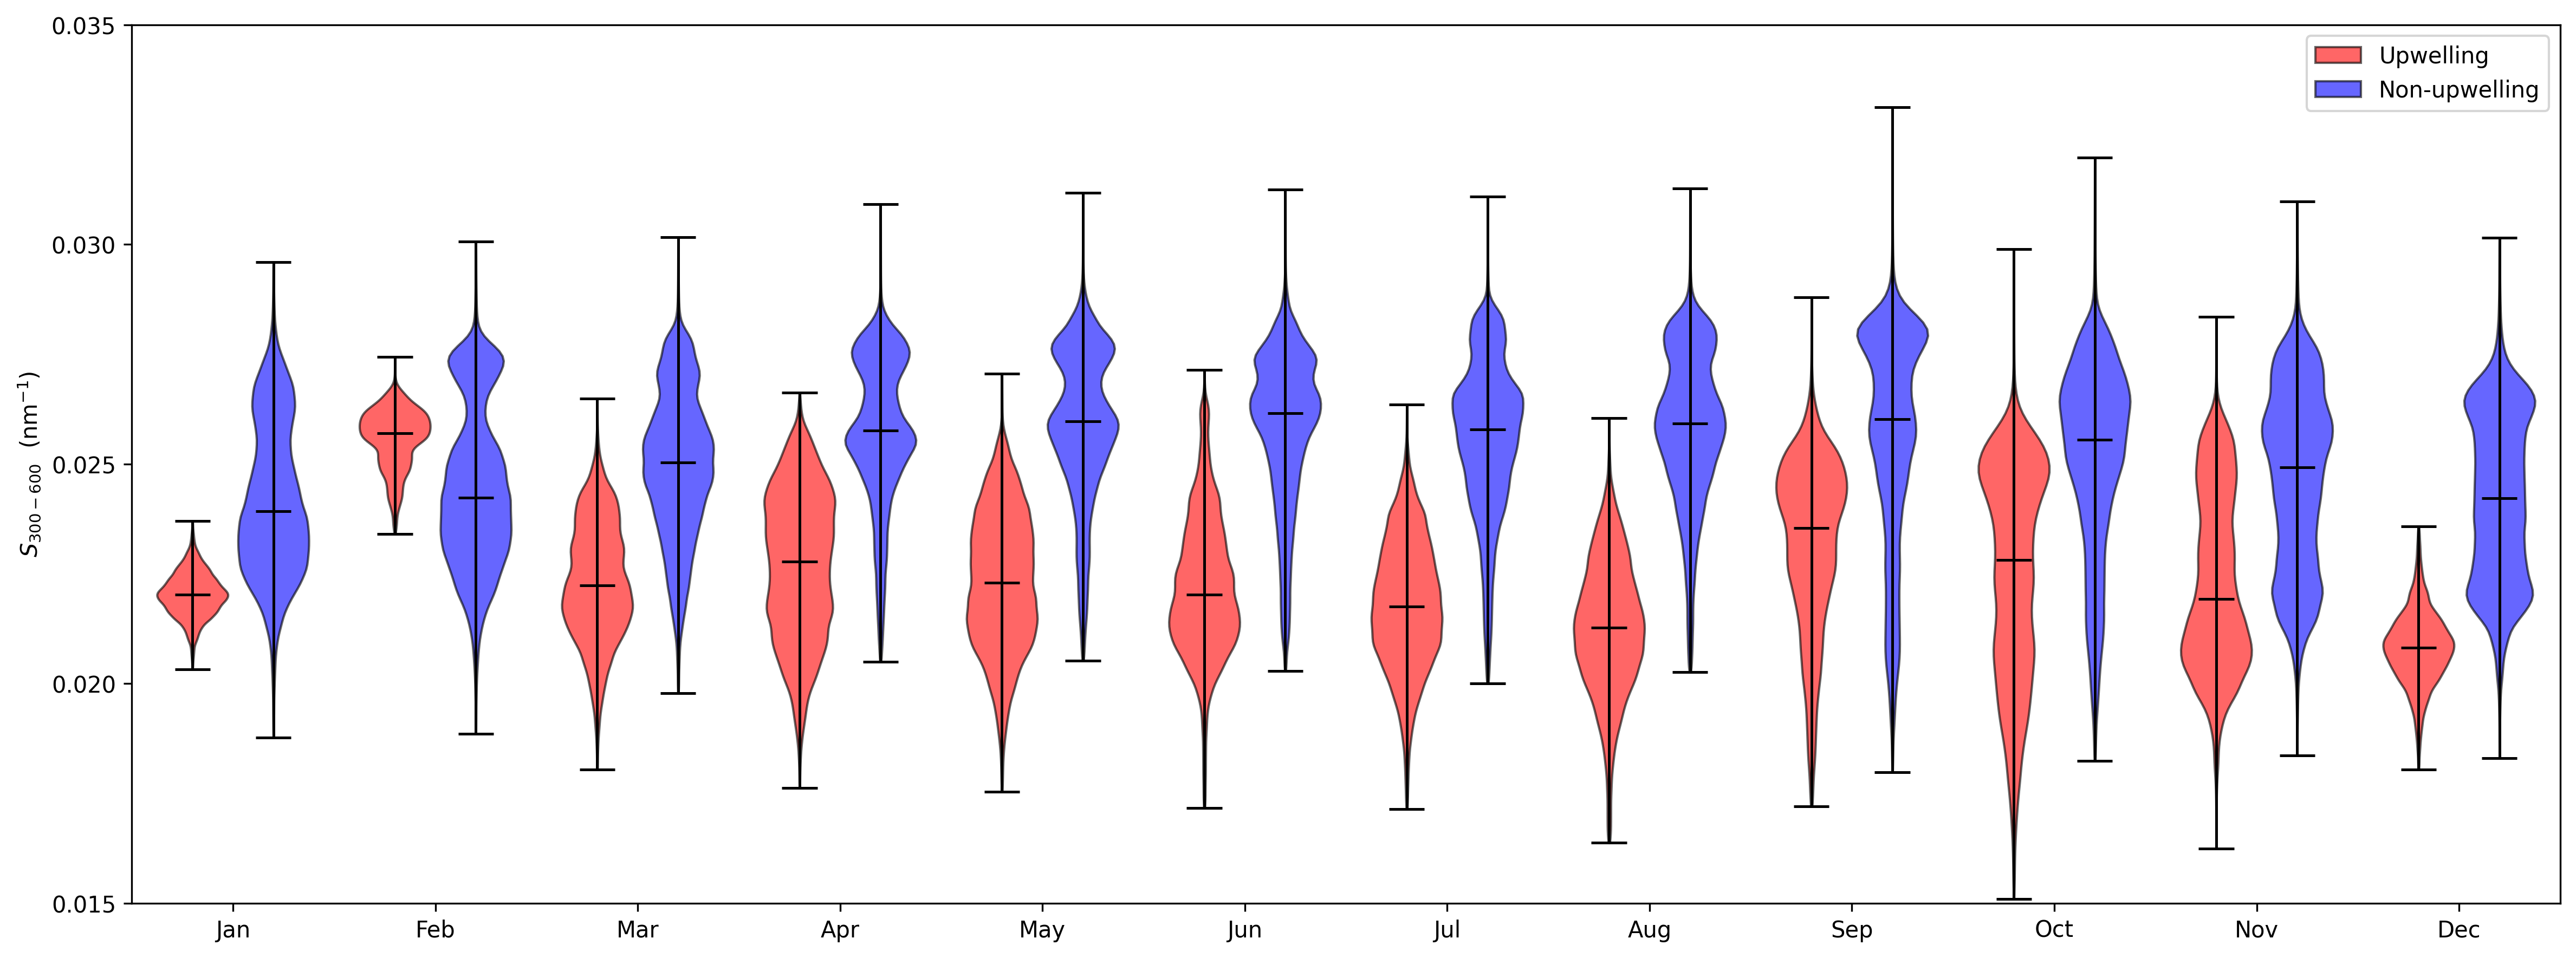 0.035
0.030
0.025
0.020
0.015
S300−600 (nm−1)
Upwelling
Non-upwelling
Jan Feb Mar Apr May Jun Jul Aug Sep Oct Nov Dec